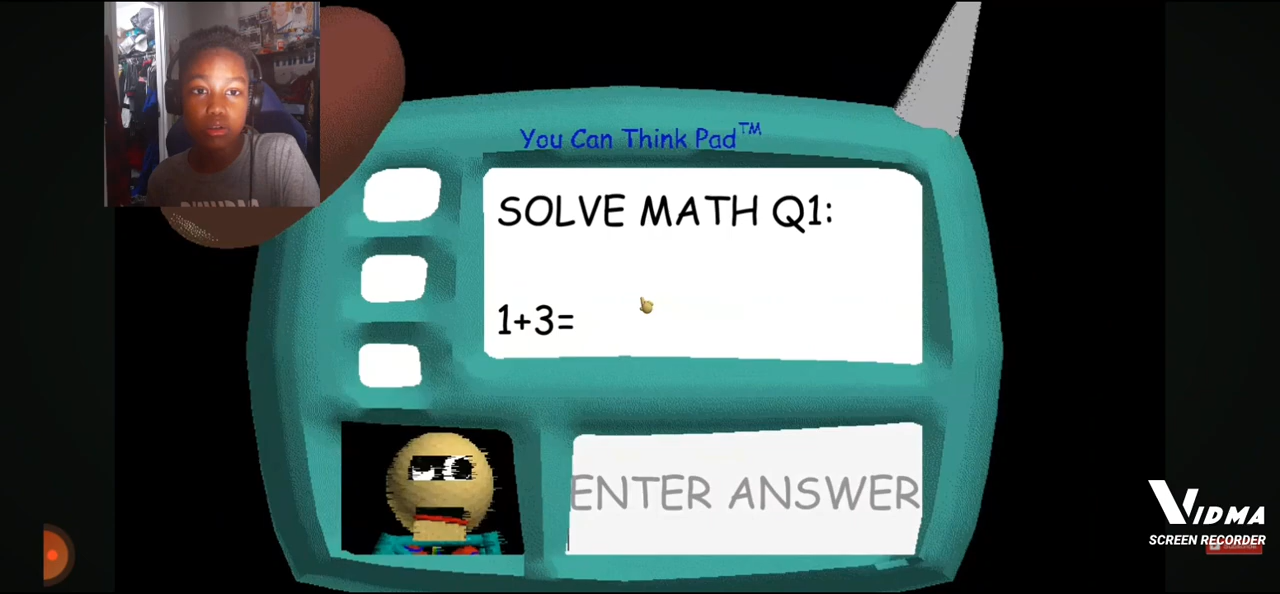 You Can Think Pad™
SOLVE MATH Q1:
1+3=
ENTER ANSWER
VIDMA
SCREEN RECORDER